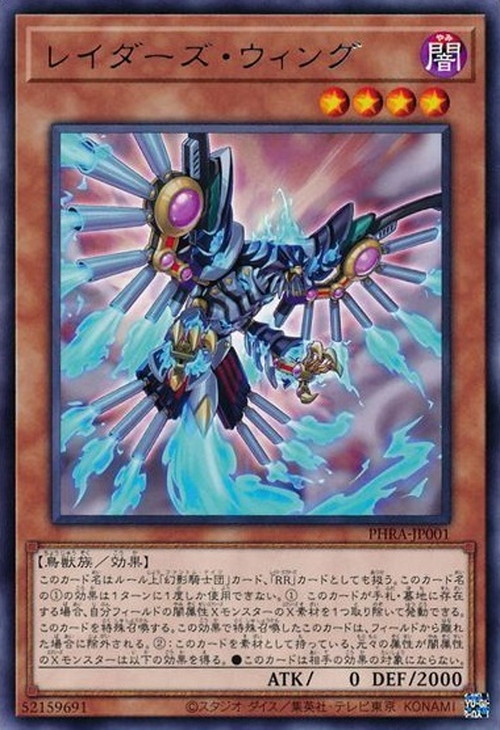 レイダーズ・ウィング
闇
やみ
PHRA-JP001
【鳥獣族／効果】
このカード名はルール上「幻影騎士団」カード、「RR」カードとしても扱う。このカード名
の①の効果は１ターンに１度しか使用できない。①：このカードが手札・墓地に存在
する場合、自分フィールドの闇属性XモンスターのX素材を１つ取り除いて発動できる。
このカードを特殊召喚する。この効果で特殊召喚したこのカードは、フィールドから離れ
た場合に除外される。②：このカードを素材として持っている、元々の属性が闇属性
のXモンスターは以下の効果を得る。●このカードは相手の効果の対象にならない。
ATK/ 0 DEF/2000
52159691
©スタジオ・ダイス／集英社・テレビ東京 KONAMI